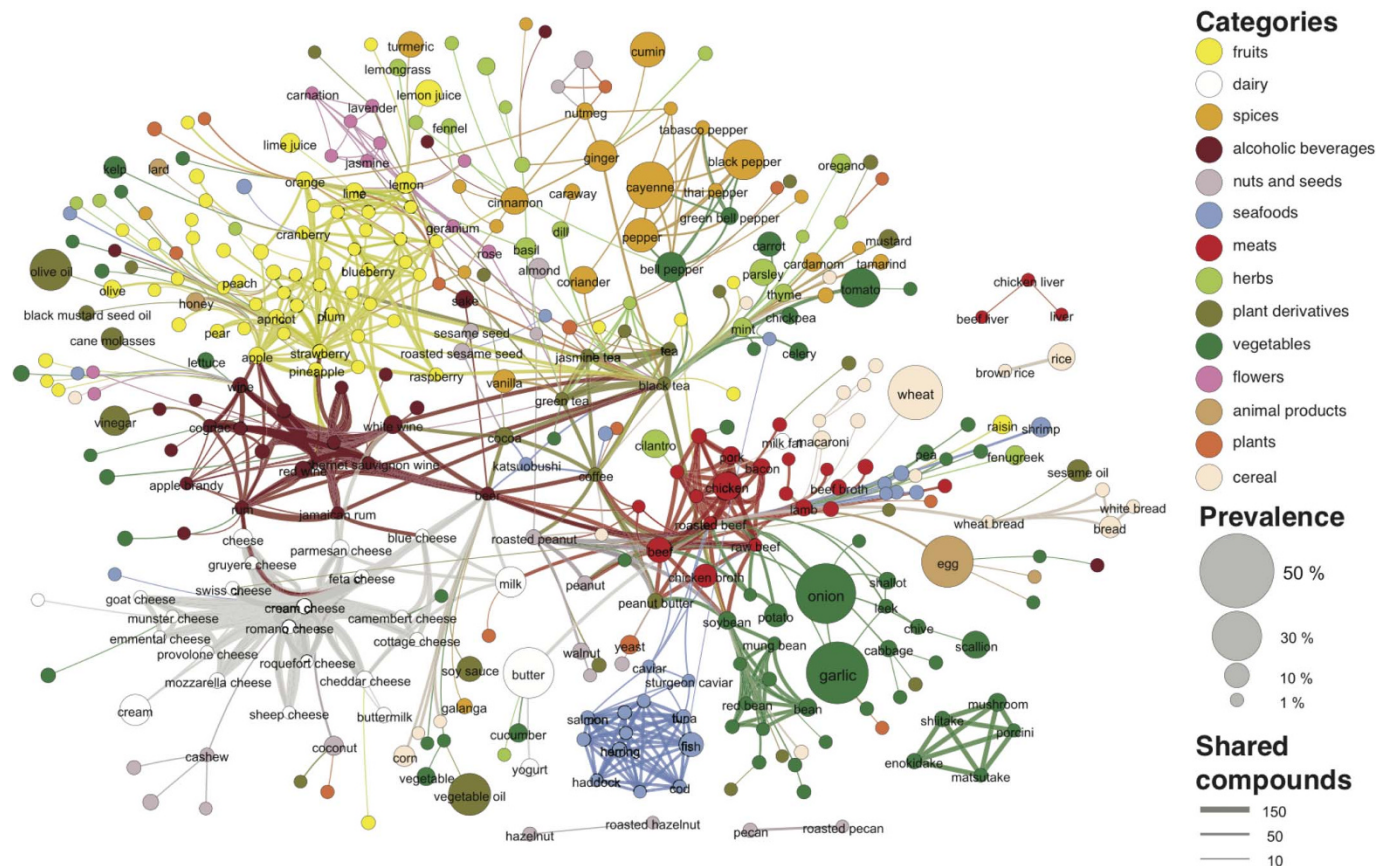 Categories
fruits
dairy
spices
alcoholic beverages
nuts and seeds
seafoods
meats
herbs
plant derivatives
vegetables
flowers
animal products
plants
cereal
Prevalence
50 %
30 %
10 %
1 %
Shared
compounds
150
50
10
turmeric
cumin
lemongrass
carnation
lemon juice
lavender
nutmeg
tabasco pepper
fennel
lime juice
ginger
black pepper
jasmine
kelp
lard
oregano
orange
lime
lemon
cayenne
thai pepper
cinnamon
caraway
green bell pepper
cranberry
geranium
dill
pepper
rose
basil
carrot
mustard
olive oil
blueberry
almond
bell pepper
cardamom
tamarind
peach
coriander
parsley
olive
honey
thyme
tomato
chicken liver
black mustard seed oil
apricot
plum
sake
beef liver
liver
pear
sesame seed
mint
chickpea
cane molasses
lettuce
apple
strawberry
roasted sesame seed
jasmine tea
tea
celery
rice
pineapple
raspberry
vanilla
black tea
brown rice
wine
green tea
wheat
vinegar
cognac
white wine
cocoa
cilantro
milk fat
macaroni
raisin
shrimp
red wine
cabernet sauvignon wine
katsuobushi
pork
bacon
pea
fenugreek
coffee
sesame oil
apple brandy
beer
chicken
beef broth
rum
jamaican rum
lamb
white bread
roasted beef
wheat bread
bread
cheese
blue cheese
roasted peanut
parmesan cheese
beef
raw beef
gruyere cheese
feta cheese
egg
swiss cheese
milk
peanut
chicken broth
shallot
goat cheese
cream cheese
peanut butter
onion
leek
munster cheese
camembert cheese
soybean
potato
romano cheese
chive
emmental cheese
cottage cheese
yeast
mung bean
cabbage
scallion
provolone cheese
walnut
roquefort cheese
caviar
garlic
mozzarella cheese
cheddar cheese
soy sauce
butter
sturgeon caviar
cream
sheep cheese
buttermilk
galanga
salmon
tuna
red bean
bean
mushroom
shiitake
porcini
cucumber
herring
fish
cashew
coconut
corn
vegetable
yogurt
enokidake
matsutake
haddock
cod
vegetable oil
hazelnut
roasted hazelnut
pecan
roasted pecan